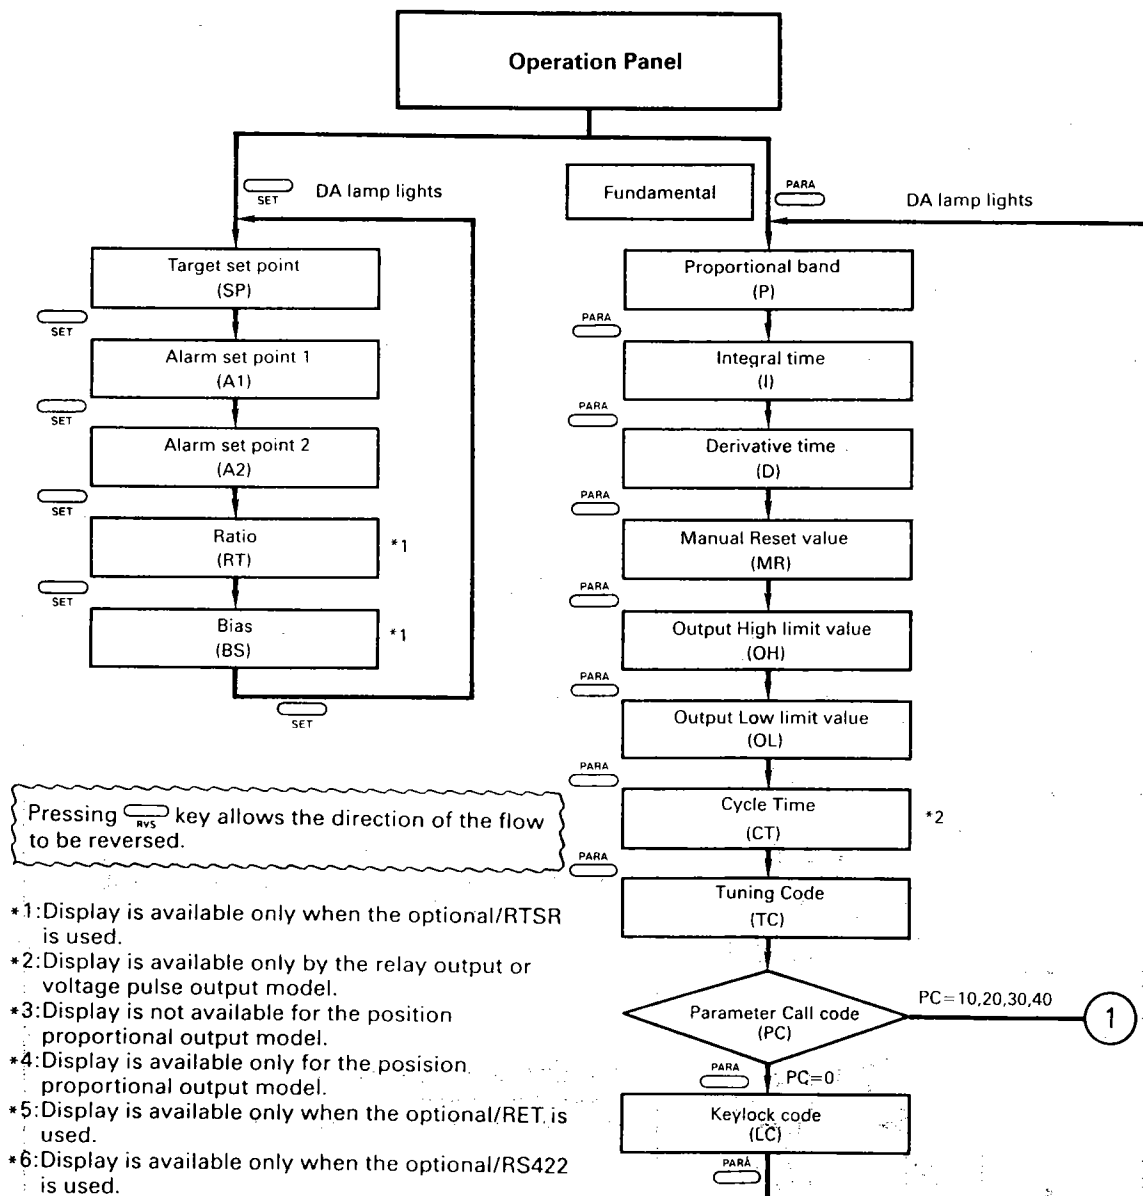 Operation Panel
SET
DA lamp lights
Fundamental
PARA
DA lamp lights
Target set point
(SP)
SET
Alarm set point 1
(A1)
SET
Alarm set point 2
(A2)
SET
Ratio
(RT)
*1
SET
Bias
(BS)
*1
SET
Proportional band
(P)
PARA
Integral time
(I)
PARA
Derivative time
(D)
PARA
Manual Reset value
(MR)
PARA
Output High limit value
(OH)
PARA
Output Low limit value
(OL)
PARA
Cycle Time
(CT)
*2
PARA
Tuning Code
(TC)
Parameter Call code
(PC)
PC=10,20,30,40
1
PARA
PC=0
Keylock code
(LC)
PARA
Pressing RVS key allows the direction of the flow
to be reversed.
*1:Display is available only when the optional/RTSR
is used.
*2:Display is available only by the relay output or
voltage pulse output model.
*3:Display is not available for the position
proportional output model.
*4:Display is available only for the posision
proportional output model.
*5:Display is available only when the optional/RET is
used.
*6:Display is available only when the optional/RS422
is used.